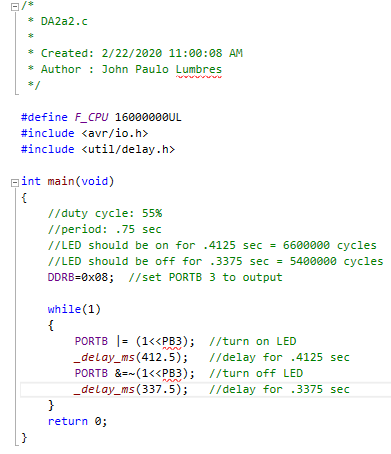 /*
 * DA2a2.c
 *
 * Created: 2/22/2020 11:00:08 AM
 * Author : John Paulo Lumbres
 */

#define F_CPU 16000000UL
#include <avr/io.h>
#include <util/delay.h>

int main(void)
{
    //duty cycle: 55%
    //period: .75 sec
    //LED should be on for .4125 sec = 6600000 cycles
    //LED should be off for .3375 sec = 5400000 cycles
    DDRB=0x08;  //set PORTB 3 to output

    while(1)
    {
        PORTB |= (1<<PB3);  //turn on LED
        _delay_ms(412.5);   //delay for .4125 sec
        PORTB &=~(1<<PB3);  //turn off LED
        _delay_ms(337.5);   //delay for .3375 sec
    }
    return 0;
}